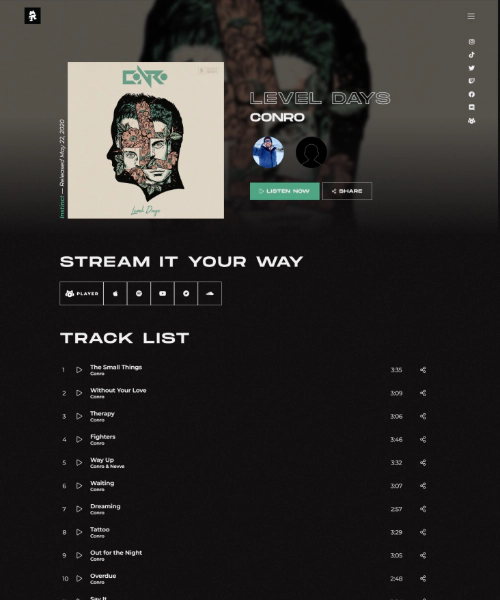 CONRO
Level Days
Instinct — Released May 22, 2020
LEVEL DAYS
CONRO
LISTEN NOW
SHARE
STREAM IT YOUR WAY
PLAYER
TRACK LIST
1 The Small Things 3:35
Conro
2 Without Your Love 3:09
Conro
3 Therapy 3:06
Conro
4 Fighters 3:46
Conro
5 Way Up 3:32
Conro & Nevve
6 Waiting 3:07
Conro
7 Dreaming 2:57
Conro
8 Tattoo 3:29
Conro
9 Out for the Night 3:05
Conro
10 Overdue 2:48
Conro
Say It